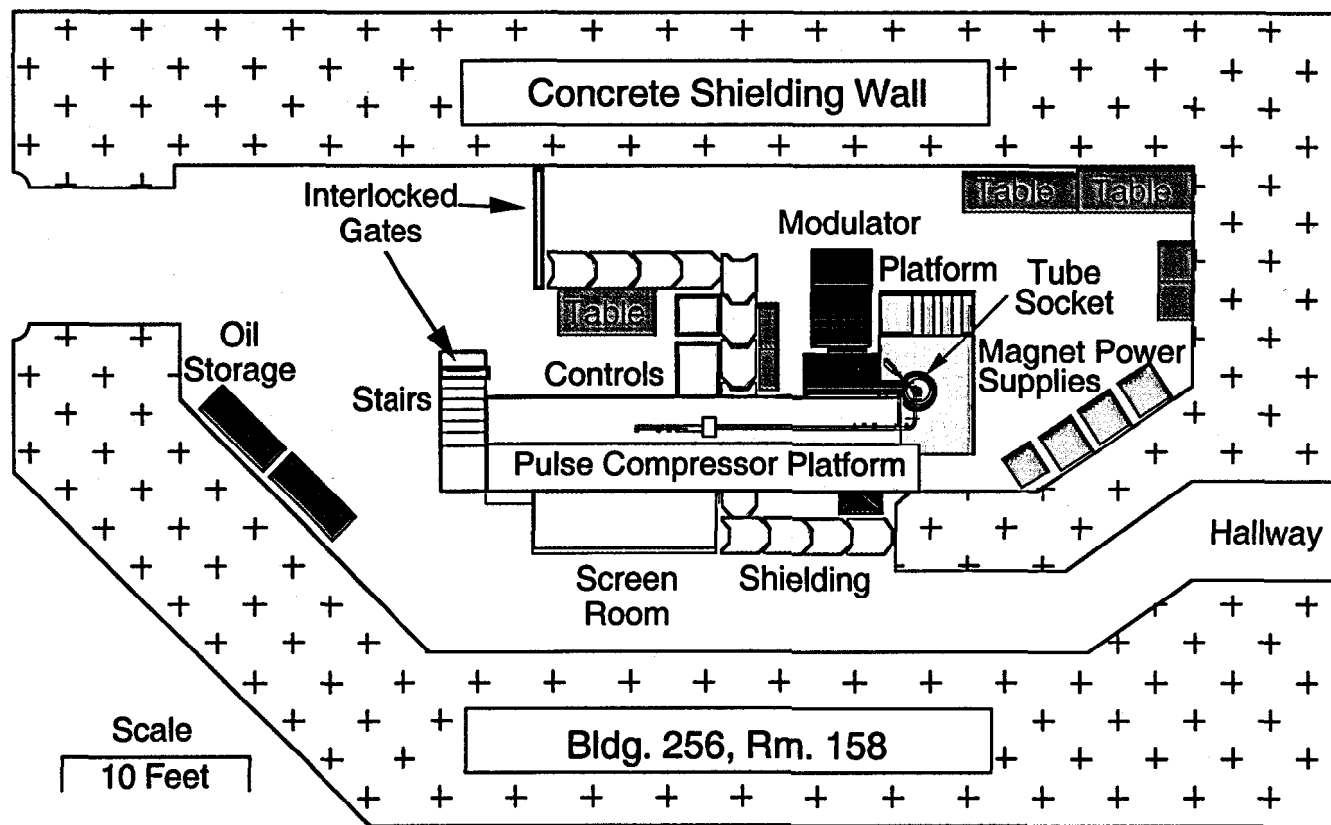 Concrete Shielding Wall
Interlocked
Gates
Table
Table
Modulator
Platform
Tube
Socket
Table
Oil
Storage
Controls
Magnet Power
Supplies
Stairs
Pulse Compressor Platform
Hallway
Screen
Room
Shielding
Scale
10 Feet
Bldg. 256, Rm. 158